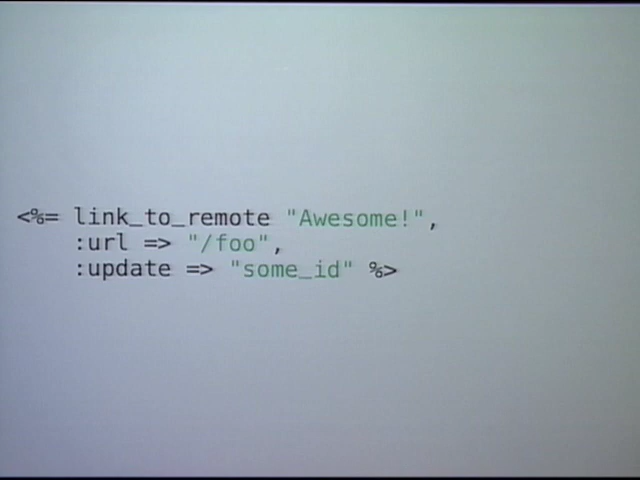 <%= link_to_remote "Awesome!",
:url => "/foo",
:update => "some_id" %>